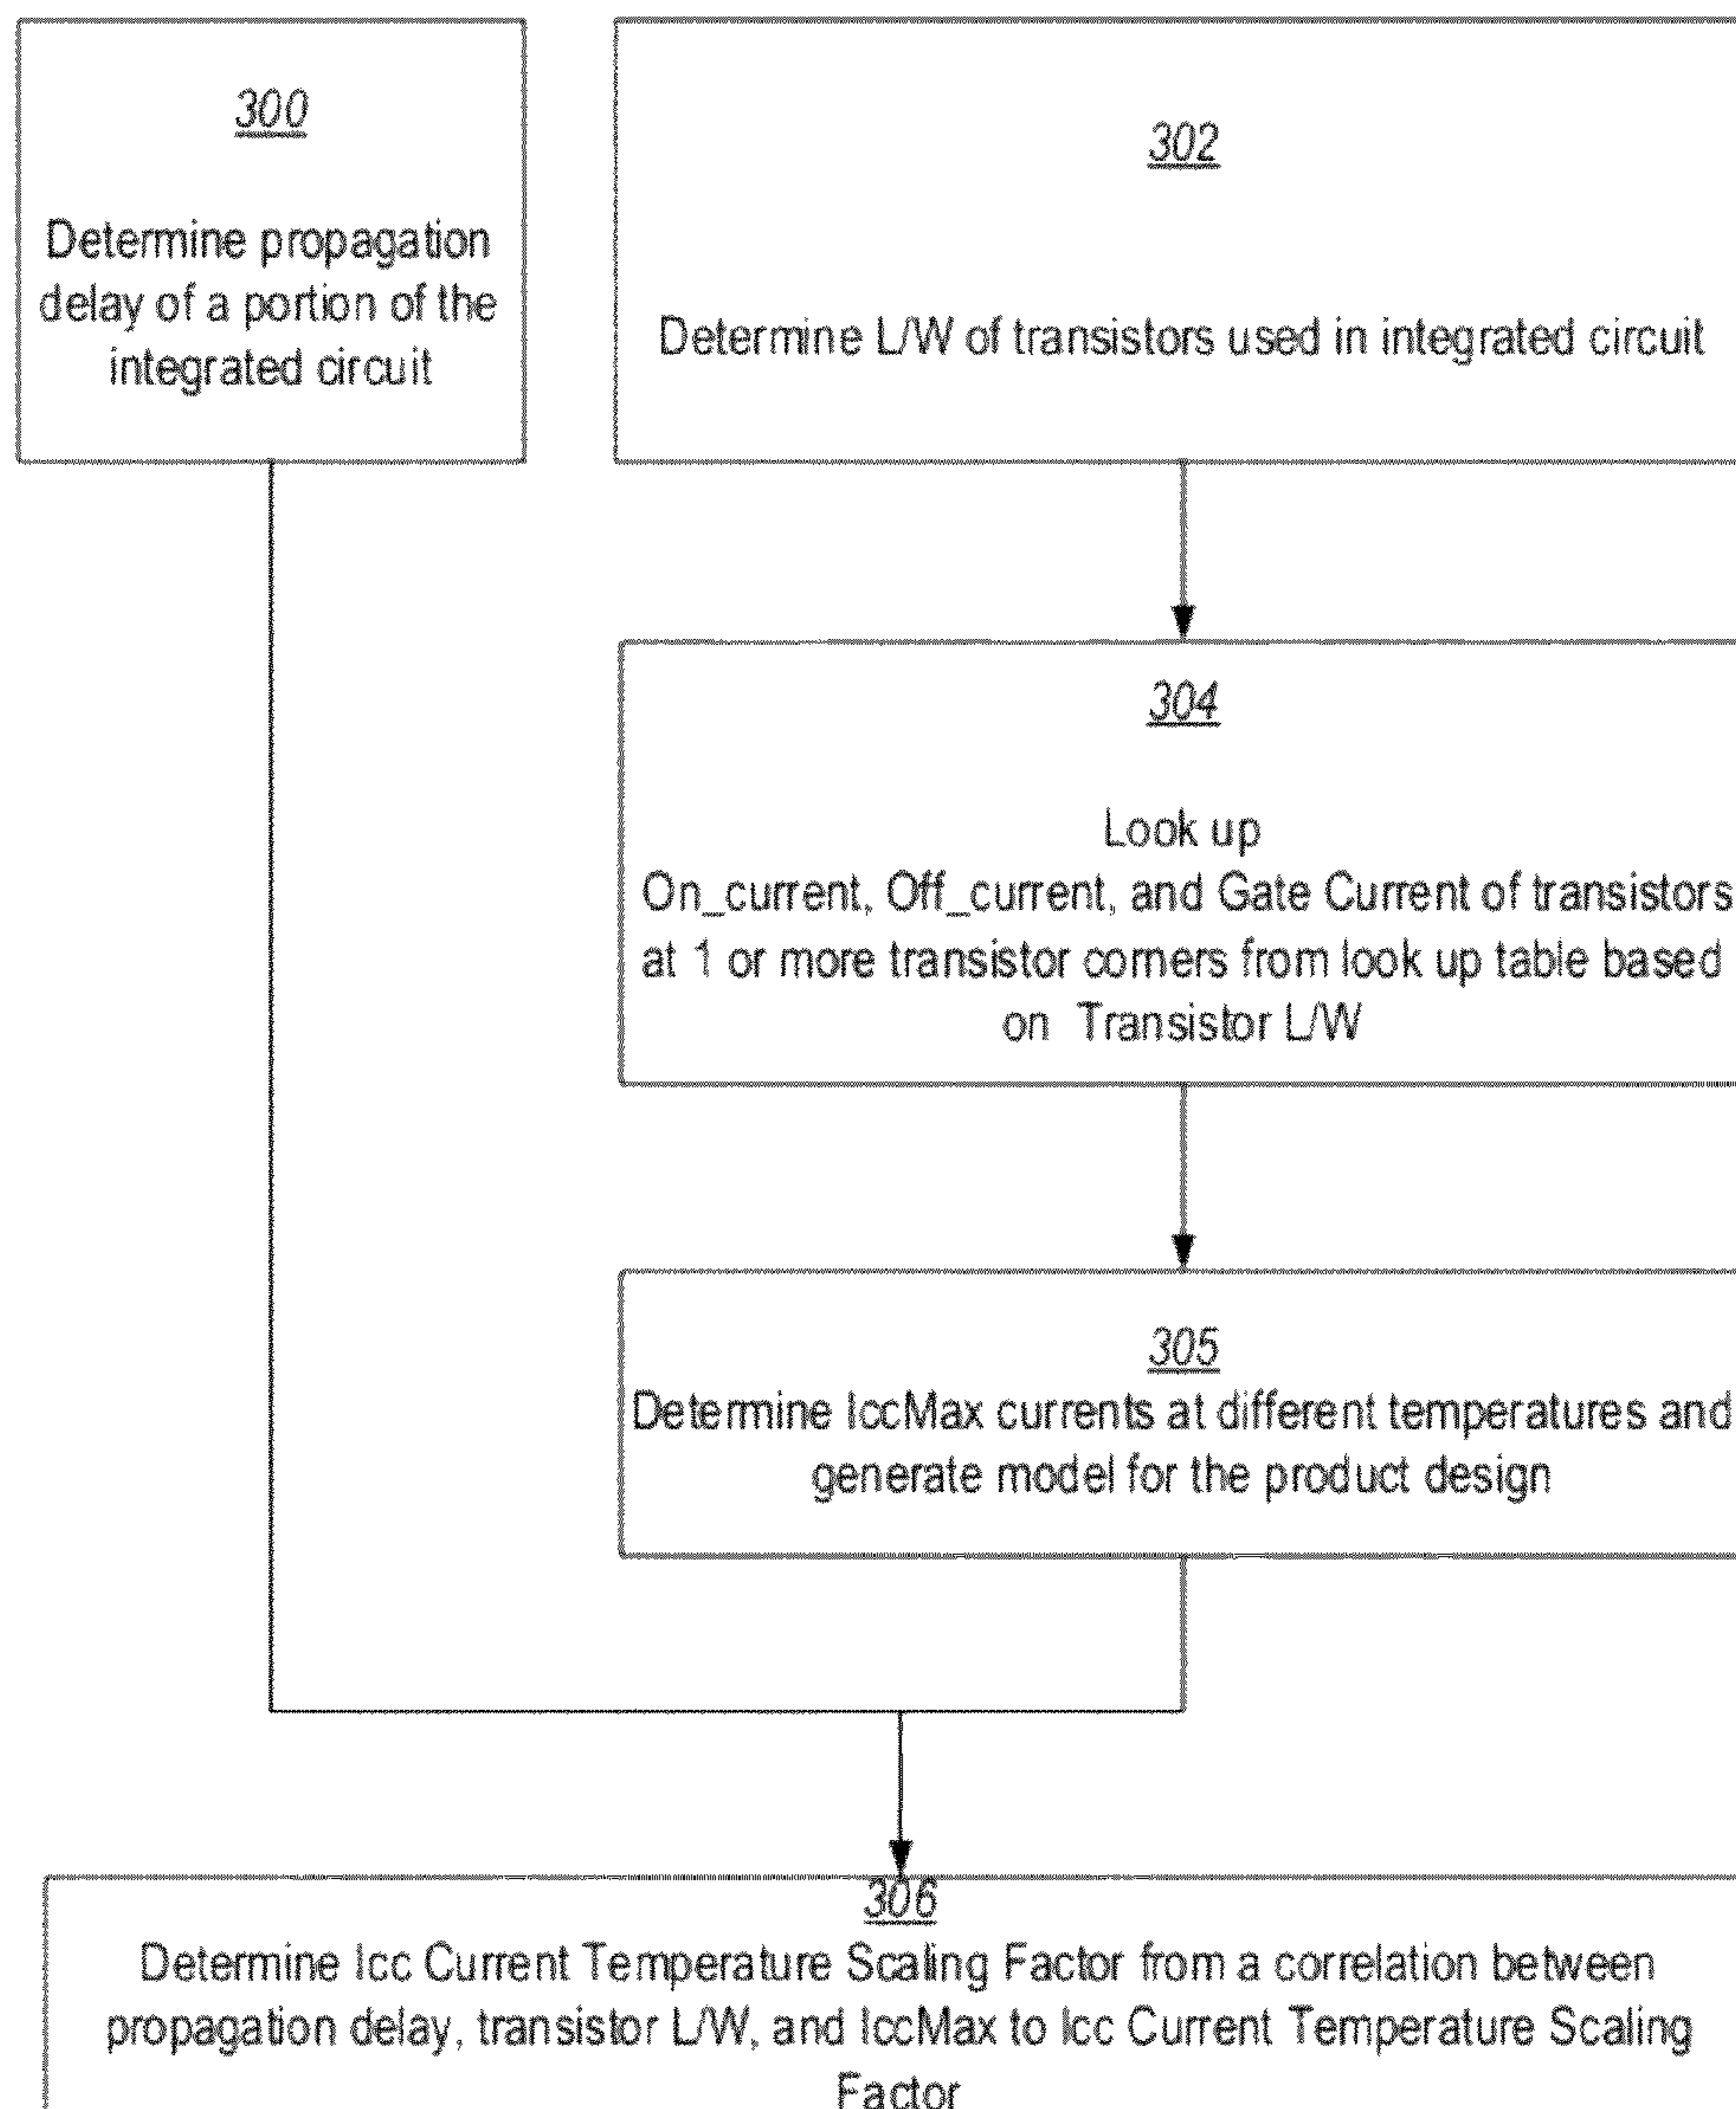 300
Determine propagation
delay of a portion of the
integrated circuit
302
Determine L/W of transistors used in integrated circuit
304
Look up
On_current, Off_current, and Gate Current of transistors
at 1 or more transistor corners from look up table based
on Transistor L/W
305
Determine IccMax currents at different temperatures and
generate model for the product design
306
Determine Icc Current Temperature Scaling Factor from a correlation between
propagation delay, transistor L/W, and IccMax to Icc Current Temperature Scaling
Factor